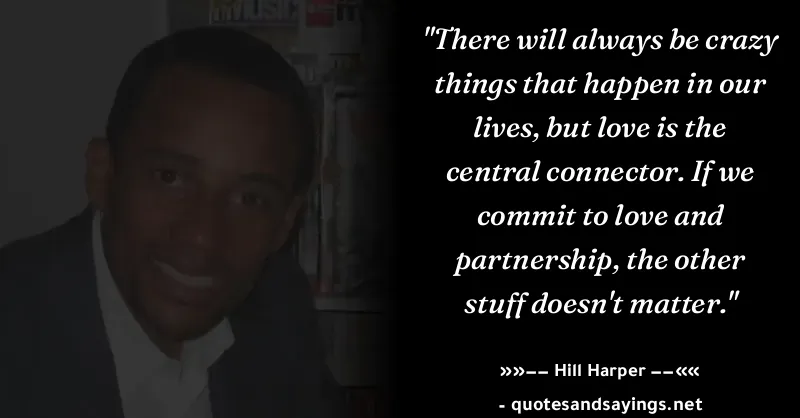 MUSIC
"There will always be crazy
things that happen in our
lives, but love is the
central connector. If we
commit to love and
partnership, the other
stuff doesn't matter."
»»−− Hill Harper −−««
- quotesandsayings.net